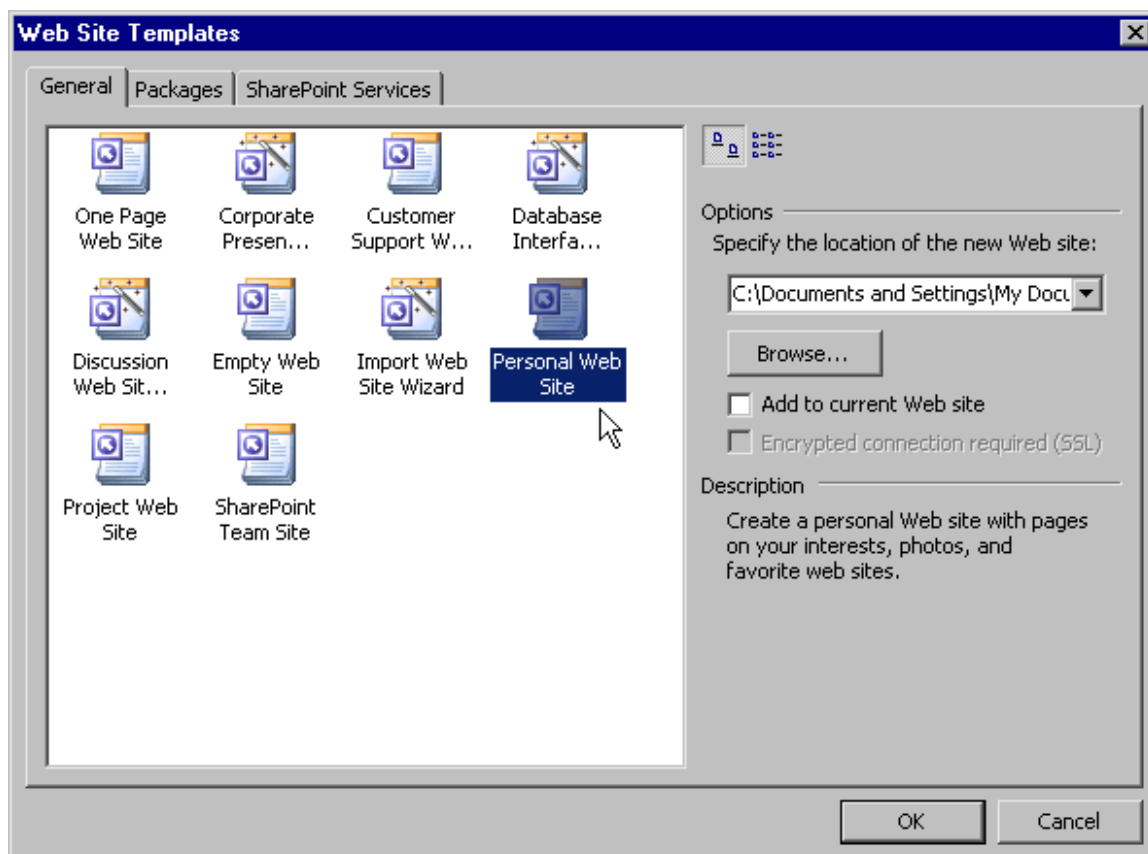 Web Site Templates
General Packages SharePoint Services
One Page
Web Site
Corporate
Presen...
Customer
Support W...
Database
Interfa...
Discussion
Web Sit...
Empty Web
Site
Import Web
Site Wizard
Personal Web
Site
Project Web
Site
SharePoint
Team Site
Options
Specify the location of the new Web site:
C:\Documents and Settings\My Docu
Browse...
Add to current Web site
Encrypted connection required (SSL)
Description
Create a personal Web site with pages
on your interests, photos, and
favorite web sites.
OK Cancel